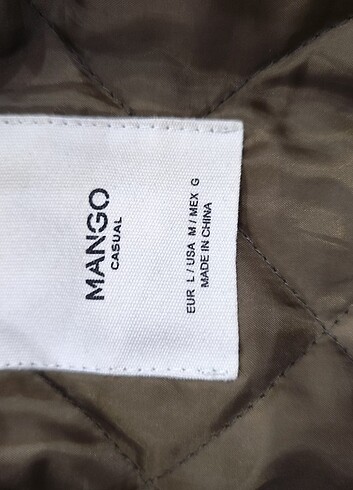 MANGO
CASUAL
EUR L / USA M / MEX G
MADE IN CHINA